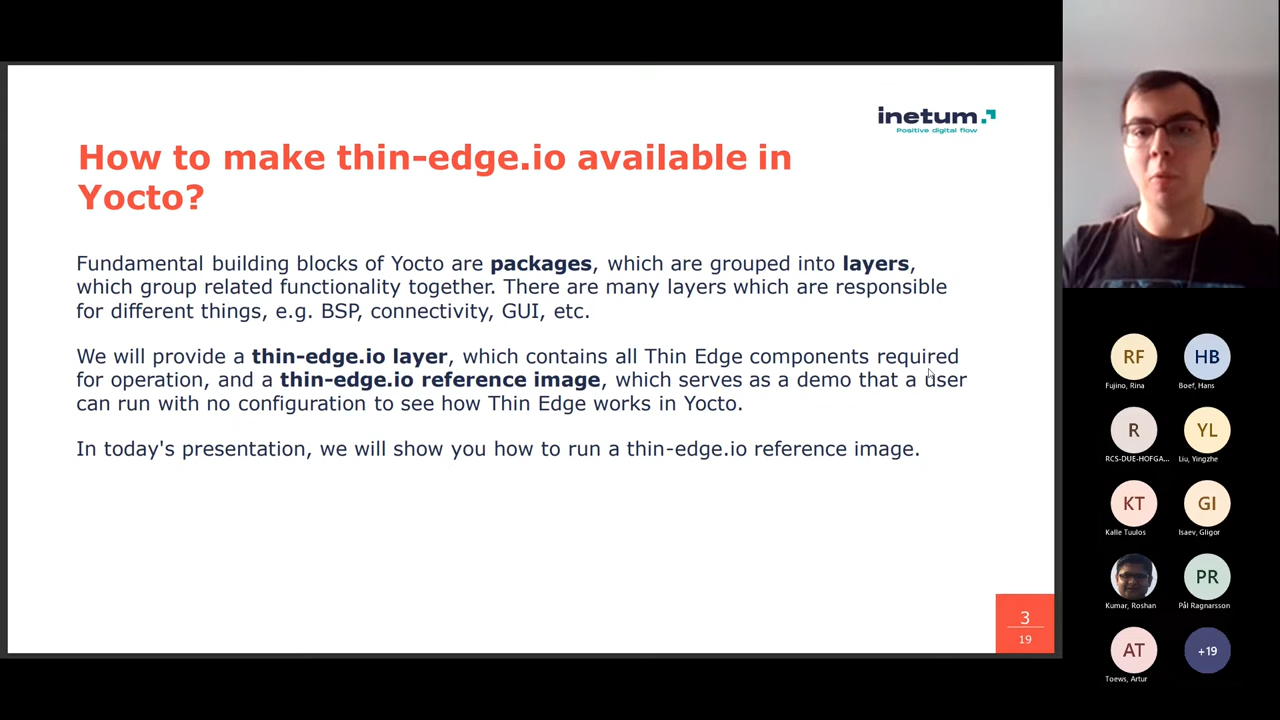 inetum
Positive digital flow
How to make thin-edge.io available in
Yocto?
Fundamental building blocks of Yocto are packages, which are grouped into layers,
which group related functionality together. There are many layers which are responsible
for different things, e.g. BSP, connectivity, GUI, etc.
We will provide a thin-edge.io layer, which contains all Thin Edge components required
for operation, and a thin-edge.io reference image, which serves as a demo that a user
can run with no configuration to see how Thin Edge works in Yocto.
In today's presentation, we will show you how to run a thin-edge.io reference image.
3
19
RF
HB
Fujino, Rina
Boef, Hans
R
YL
RCS-DUE-HOFGA...
Liu, Yingzhe
KT
GI
Kalle Tuulos
Isaev, Gligor
PR
Kumar, Roshan
Pål Ragnarsson
AT
+19
Toews, Artur